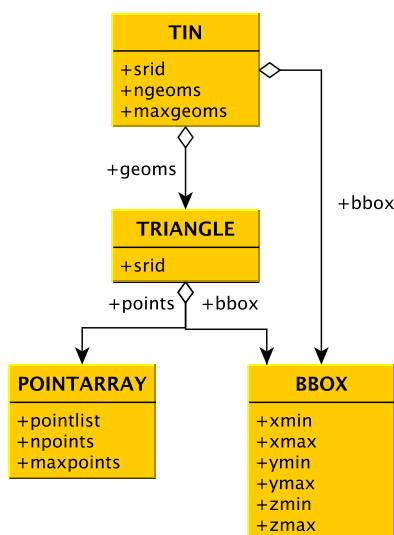 TIN
+srid
+ngeoms
+maxgeoms
+geoms
+bbox
TRIANGLE
+srid
+points
+bbox
POINTARRAY
+pointlist
+npoints
+maxpoints
BBOX
+xmin
+xmax
+ymin
+ymax
+zmin
+zmax